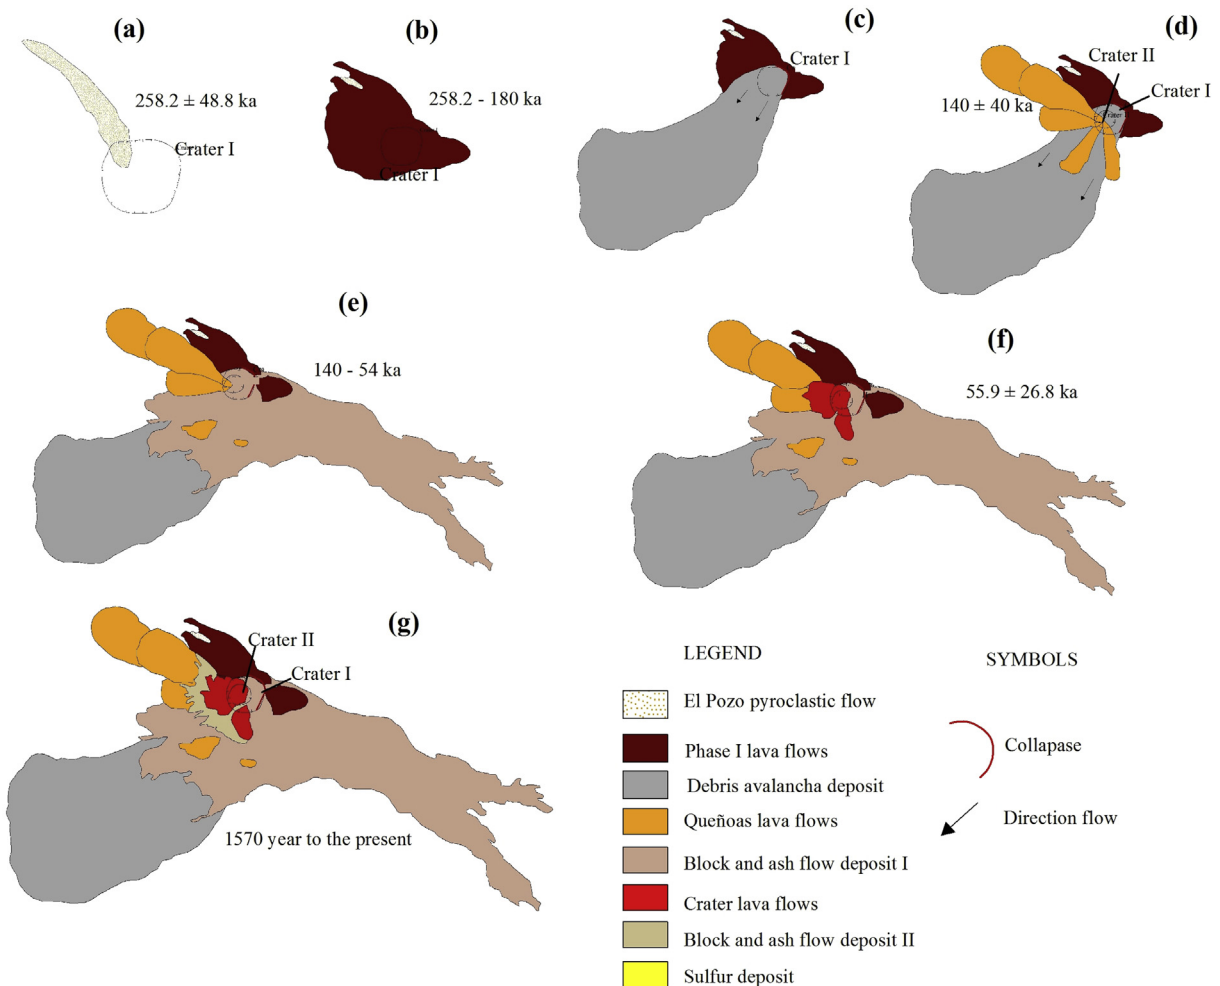 (a)
258.2 ± 48.8 ka
Crater I
(b)
258.2 - 180 ka
Crater I
(c)
Crater I
(d)
Crater II
140 ± 40 ka
Crater I
(e)
140 - 54 ka
(f)
55.9 ± 26.8 ka
(g)
Crater II
Crater I
1570 year to the present
LEGEND
El Pozo pyroclastic flow
Phase I lava flows
Debris avalancha deposit
Queñoas lava flows
Block and ash flow deposit I
Crater lava flows
Block and ash flow deposit II
Sulfur deposit
SYMBOLS
Collapase
Direction flow